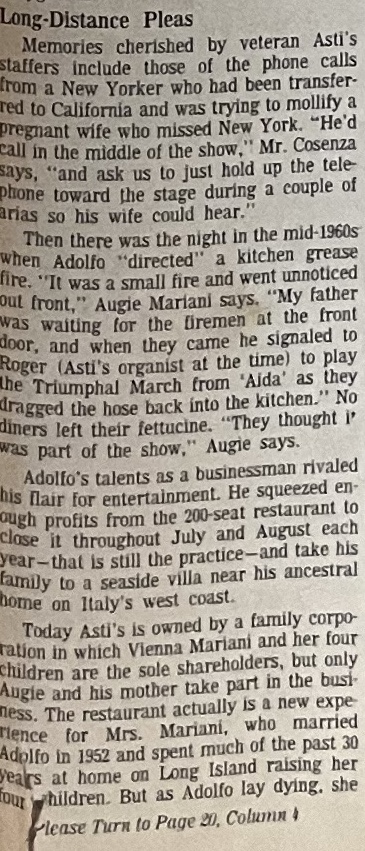 Long-Distance Pleas
Memories cherished by veteran Asti's
staffers include those of the phone calls
from a New Yorker who had been transfer-
red to California and was trying to mollify a
pregnant wife who missed New York. "He'd
call in the middle of the show," Mr. Cosenza
says, "and ask us to just hold up the tele-
phone toward the stage during a couple of
arias so his wife could hear."
Then there was the night in the mid-1960s
when Adolfo "directed" a kitchen grease
fire. "It was a small fire and went unnoticed
out front," Augie Mariani says. "My father
was waiting for the firemen at the front
door, and when they came he signaled to
Roger (Asti's organist at the time) to play
the Triumphal March from 'Aida' as they
dragged the hose back into the kitchen." No
diners left their fettucine. "They thought it
was part of the show," Augie says.
Adolfo's talents as a businessman rivaled
his flair for entertainment. He squeezed en-
ough profits from the 200-seat restaurant to
close it throughout July and August each
year—that is still the practice—and take his
family to a seaside villa near his ancestral
home on Italy's west coast.
Today Asti's is owned by a family corpo-
ration in which Vienna Mariani and her four
children are the sole shareholders, but only
Augie and his mother take part in the busi-
ness. The restaurant actually is a new expe-
rience for Mrs. Mariani, who married
Adolfo in 1952 and spent much of the past 30
years at home on Long Island raising her
four children. But as Adolfo lay dying, she
Please Turn to Page 20, Column